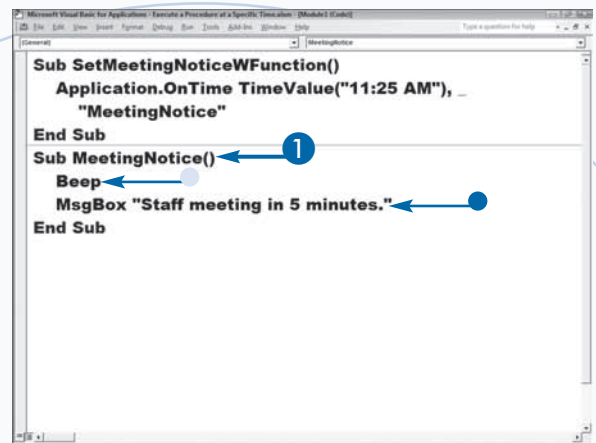 Microsoft Visual Basic for Applications - Execute a Procedure at a Specific Time.xlsm - [Module1 (Code)]
File Edit View Insert Format Debug Run Tools Add-Ins Window Help Type a question for help
(General) MeetingNotice
Sub SetMeetingNoticeWFunction()
Application.OnTime TimeValue("11:25 AM"), _
"MeetingNotice"
End Sub
Sub MeetingNotice() 1
Beep
MsgBox "Staff meeting in 5 minutes."
End Sub